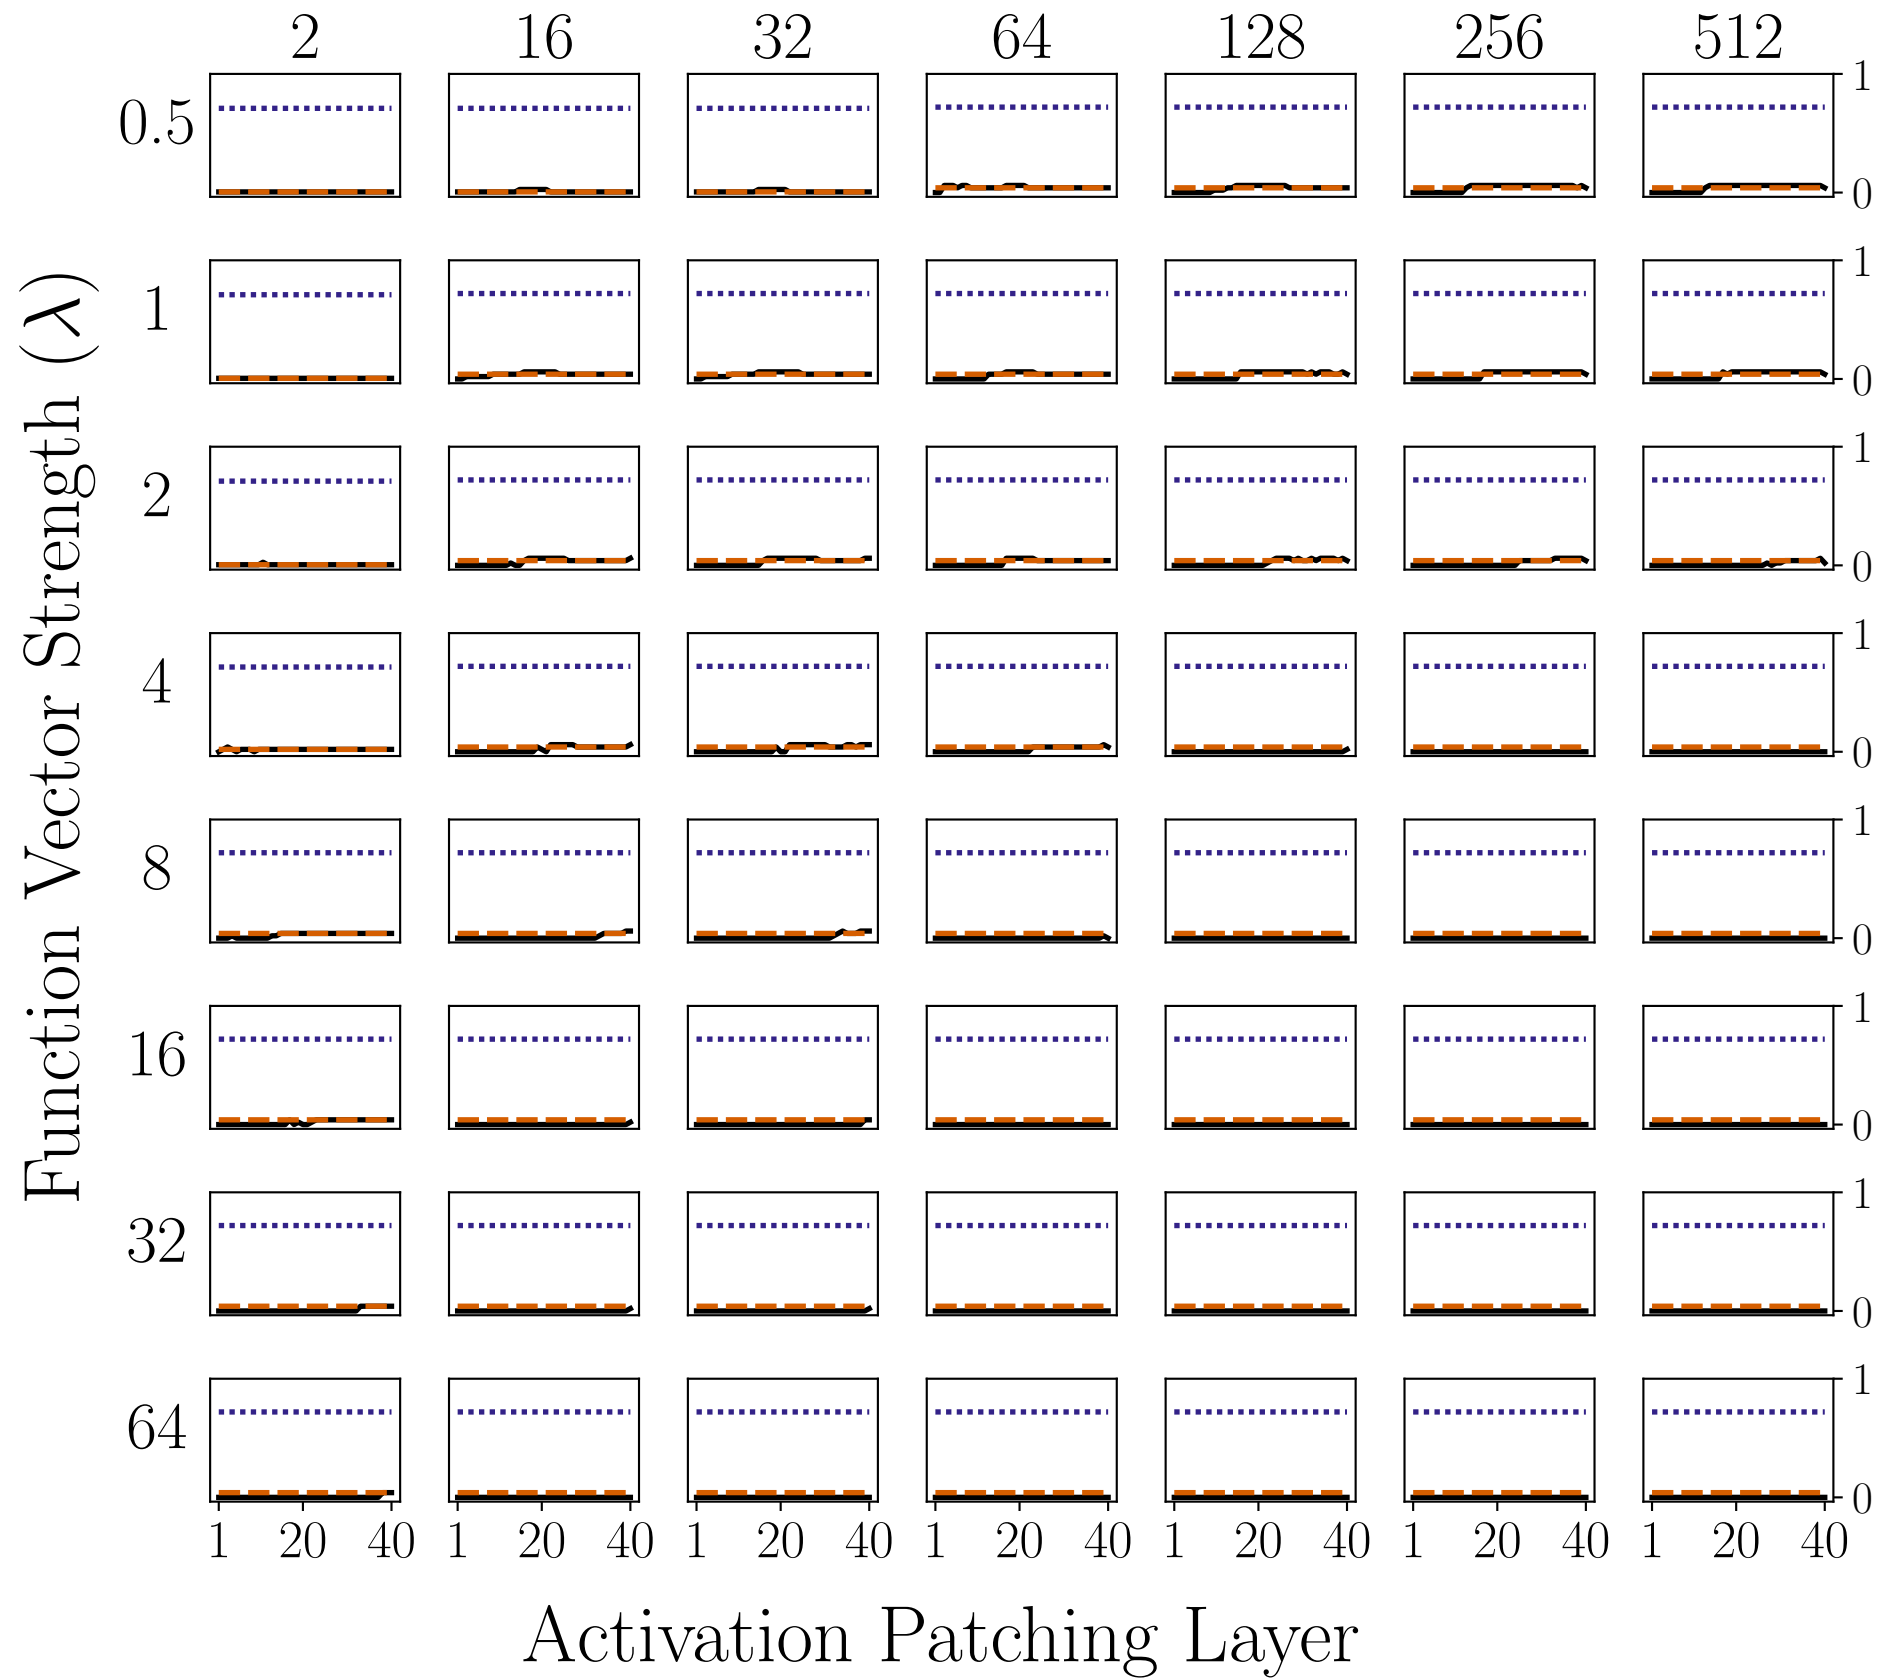 2 16 32 64 128 256 512
Function Vector Strength (λ)
0.5 1 0
1 1 0
2 1 0
4 1 0
8 1 0
16 1 0
32 1 0
64 1 0
1 20 40 1 20 40 1 20 40 1 20 40 1 20 40 1 20 40 1 20 40
Activation Patching Layer